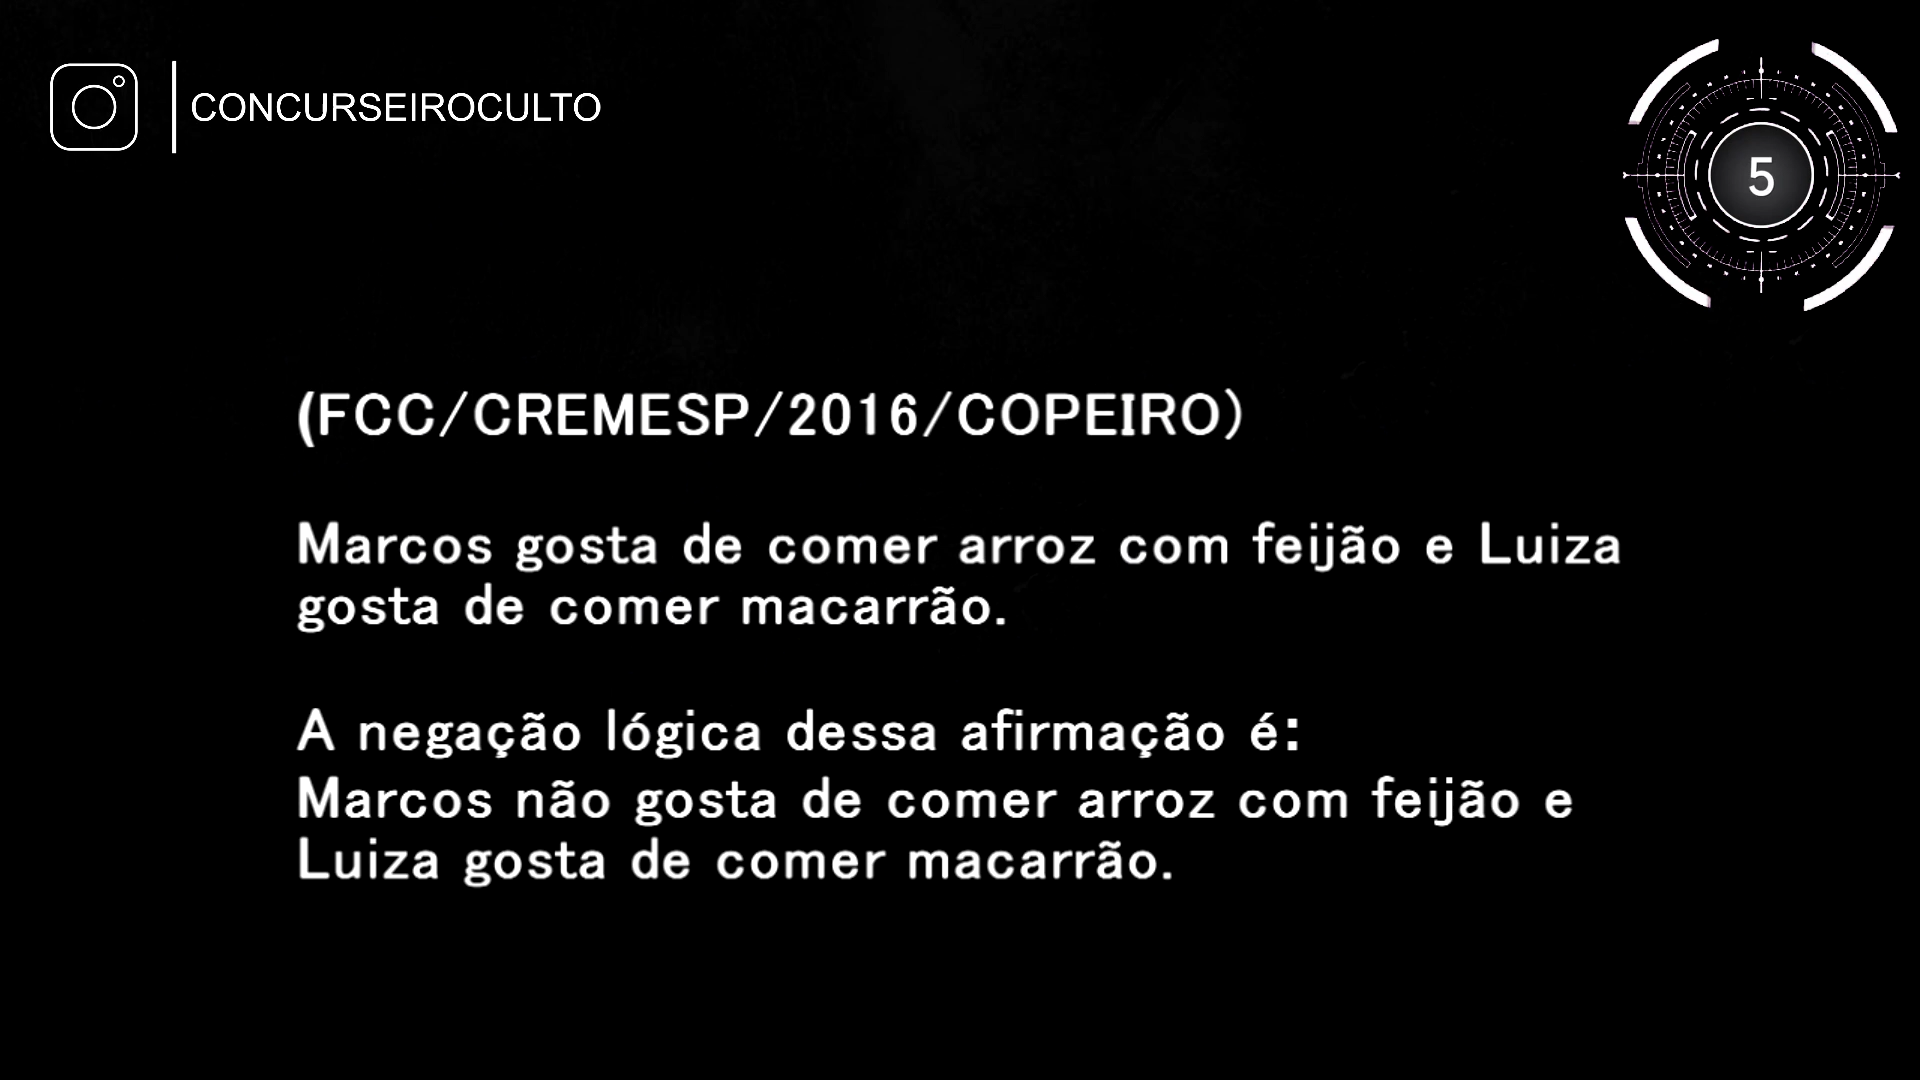 CONCURSEIROCULTO
5
(FCC/CREMESP/2016/COPEIRO)
Marcos gosta de comer arroz com feijão e Luiza
gosta de comer macarrão.
A negação lógica dessa afirmação é:
Marcos não gosta de comer arroz com feijão e
Luiza gosta de comer macarrão.